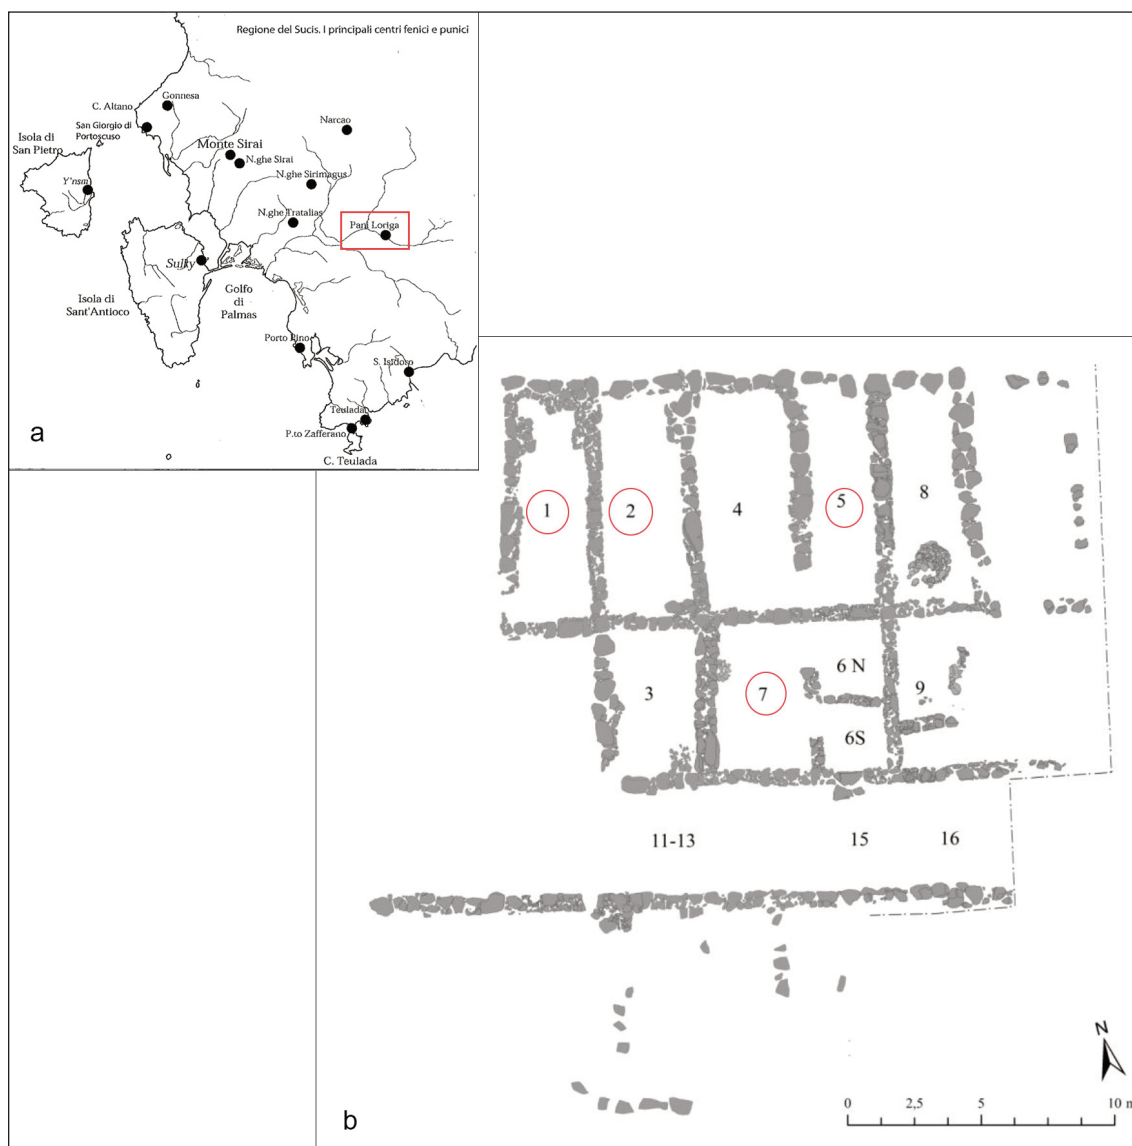 Regione del Sucis. I principali centri fenici e punici
Gonnesa
C. Altano
San Giorgio di
Portoscuso
Narcao
Isola di
San Pietro
Monte Sirai
N.ghe Sirai
N.ghe Sirimagus
Y'nsm
N.ghe Tratalias
Pani Loriga
Sulky
Isola di
Sant'Antioco
Golfo
di
Palmas
Porto Pino
S. Isidoro
Teulada
P.to Zafferano
C. Teulada
a
1
2
4
5
8
3
7
6 N
6S
9
11-13
15
16
N
0
2,5
5
10 m
b